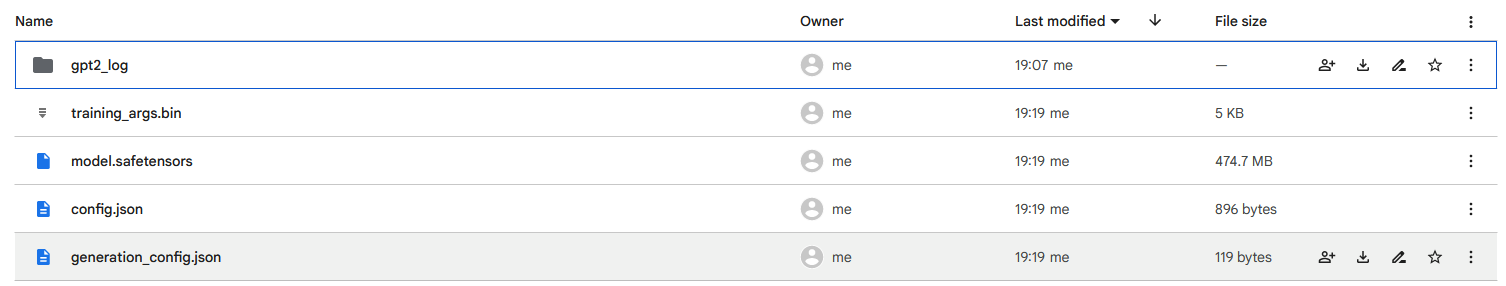 Name Owner Last modified File size
gpt2_log me 19:07 me —
training_args.bin me 19:19 me 5 KB
model.safetensors me 19:19 me 474.7 MB
config.json me 19:19 me 896 bytes
generation_config.json me 19:19 me 119 bytes